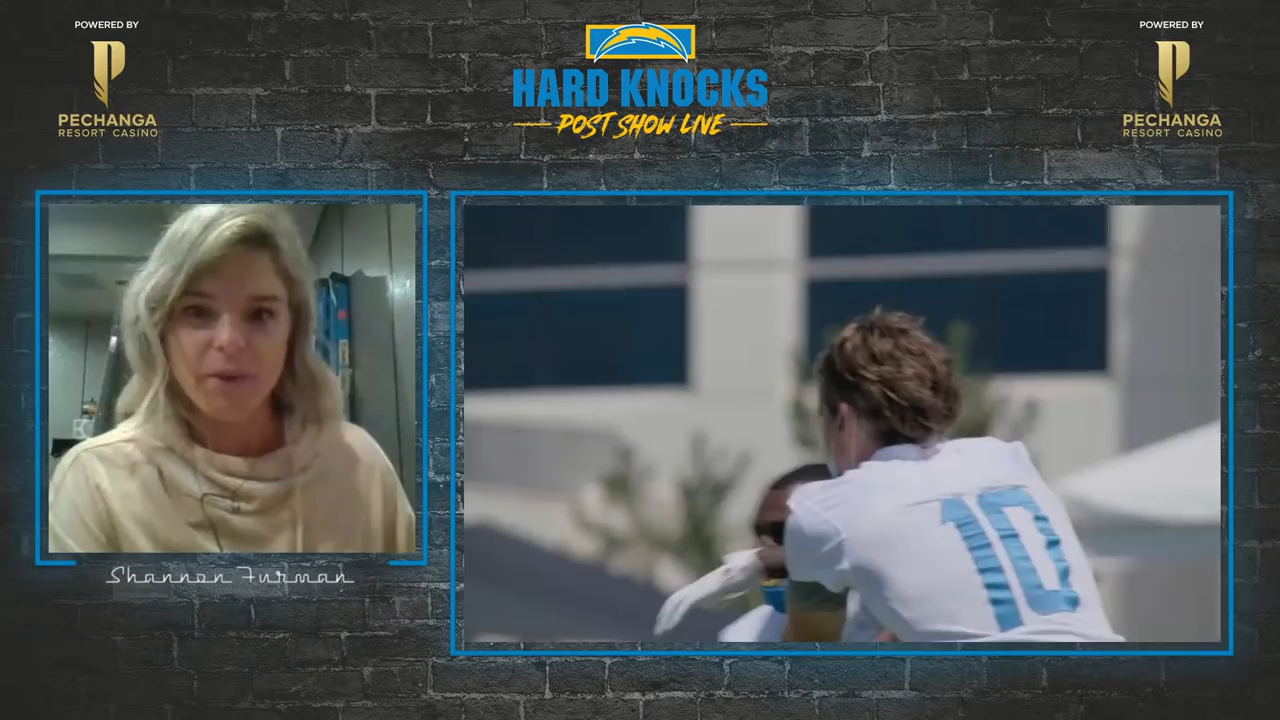 POWERED BY
PECHANGA
RESORT CASINO
HARD KNOCKS
POST SHOW LIVE
POWERED BY
PECHANGA
RESORT CASINO
Shannon Furman
10